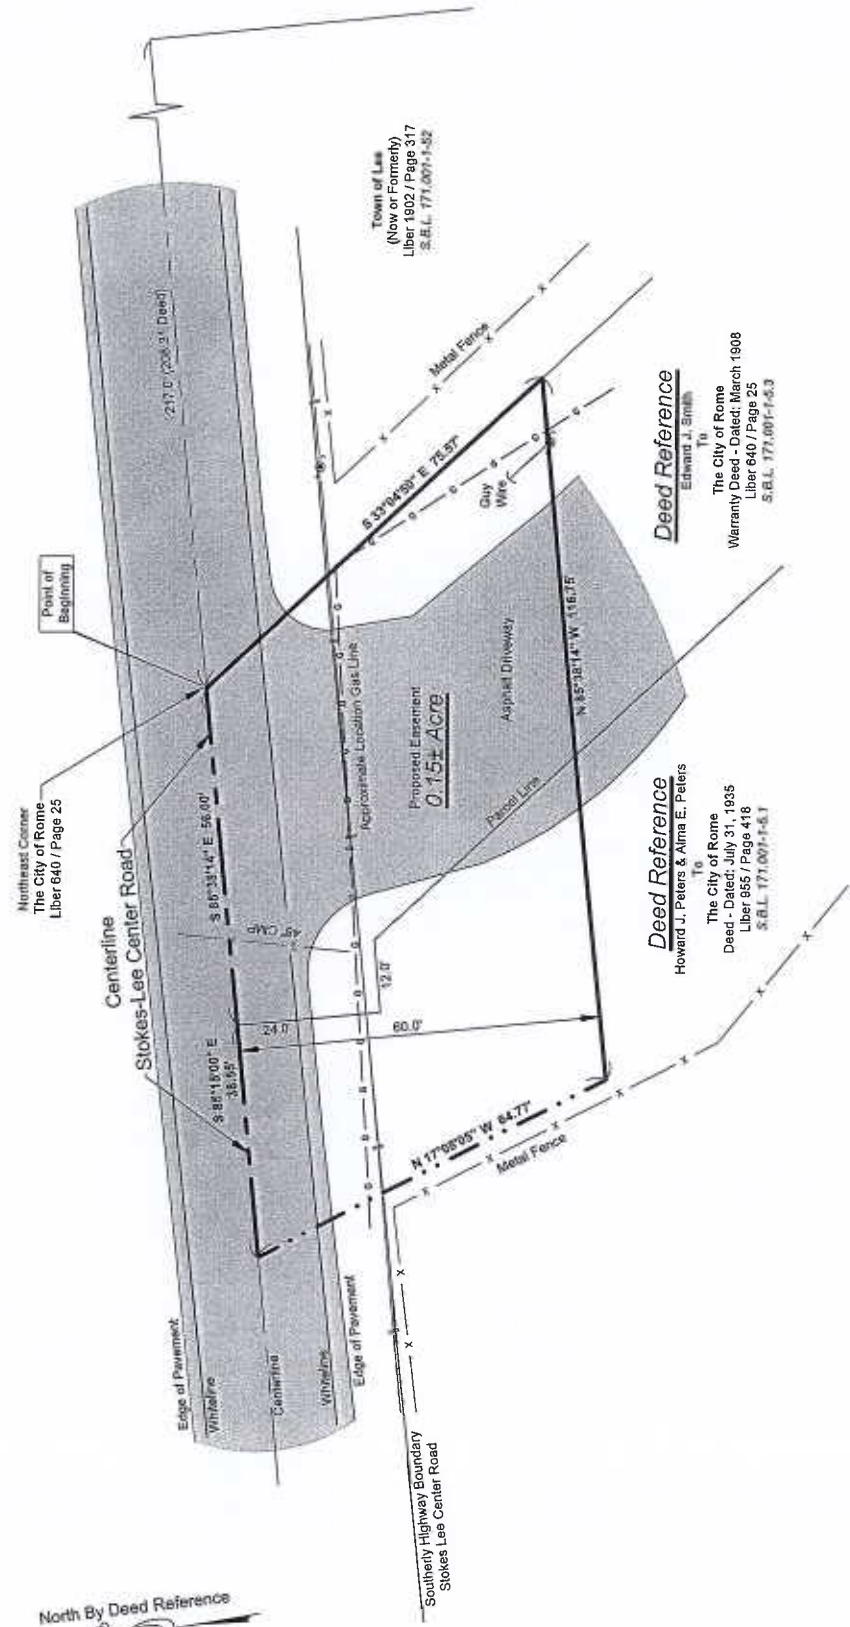 Town of Lee
(Now or Formerly)
Liber 1902 / Page 317
S.B.L. 171.001-1-52
217.0' (208.3' Deed)
Metal Fence
S 33°04'50" E 75.57'
Guy
Wire
Deed Reference
Edward J. Smith
To
The City of Rome
Warranty Deed - Dated: March 1908
Liber 640 / Page 25
S.B.L. 171.001-1-5.3
Point of
Beginning
Northeast Corner
The City of Rome
Liber 640 / Page 25
Centerline
Stokes-Lee Center Road
Approximate Location Gas Line
Proposed Easement
0.15± Acre
Asphalt Driveway
N 85°38'14" W 116.75'
Parcel Line
S 85°38'14" E 56.00'
48" CMP
12.0'
24.0'
60.0'
38.55'
Deed Reference
Howard J. Peters & Alma E. Peters
To
The City of Rome
Deed - Dated: July 31, 1935
Liber 955 / Page 418
S.B.L. 171.001-1-5.1
N 17°08'05" W 64.77'
Metal Fence
Edge of Pavement
Whiteline
Centerline
Whiteline
Edge of Pavement
Southerly Highway Boundary
Stokes Lee Center Road
North By Deed Reference